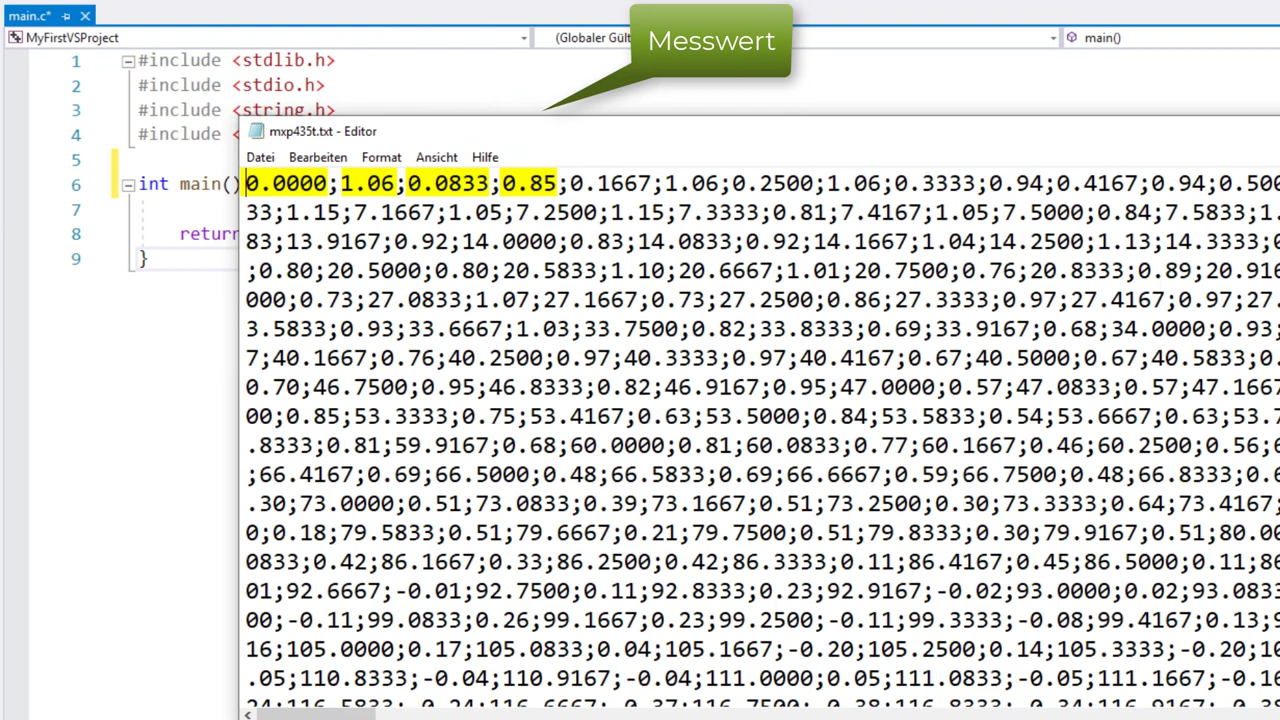 main.c*
MyFirstVSProject
(Globaler Gült
main()
Messwert
1 #include <stdlib.h>
2 #include <stdio.h>
3 #include <string.h>
4 #include <
5
6 int main()
7
8 return
9 }
mxp435t.txt - Editor
Datei Bearbeiten Format Ansicht Hilfe
0.0000;1.06;0.0833;0.85;0.1667;1.06;0.2500;1.06;0.3333;0.94;0.4167;0.94;0.500
33;1.15;7.1667;1.05;7.2500;1.15;7.3333;0.81;7.4167;1.05;7.5000;0.84;7.5833;1.
83;13.9167;0.92;14.0000;0.83;14.0833;0.92;14.1667;1.04;14.2500;1.13;14.3333;0
;0.80;20.5000;0.80;20.5833;1.10;20.6667;1.01;20.7500;0.76;20.8333;0.89;20.916
000;0.73;27.0833;1.07;27.1667;0.73;27.2500;0.86;27.3333;0.97;27.4167;0.97;27.
3.5833;0.93;33.6667;1.03;33.7500;0.82;33.8333;0.69;33.9167;0.68;34.0000;0.93;
7;40.1667;0.76;40.2500;0.97;40.3333;0.97;40.4167;0.67;40.5000;0.67;40.5833;0.
0.70;46.7500;0.95;46.8333;0.82;46.9167;0.95;47.0000;0.57;47.0833;0.57;47.1667
00;0.85;53.3333;0.75;53.4167;0.63;53.5000;0.84;53.5833;0.54;53.6667;0.63;53.7
.8333;0.81;59.9167;0.68;60.0000;0.81;60.0833;0.77;60.1667;0.46;60.2500;0.56;6
;66.4167;0.69;66.5000;0.48;66.5833;0.69;66.6667;0.59;66.7500;0.48;66.8333;0.6
.30;73.0000;0.51;73.0833;0.39;73.1667;0.51;73.2500;0.30;73.3333;0.64;73.4167;
0;0.18;79.5833;0.51;79.6667;0.21;79.7500;0.51;79.8333;0.30;79.9167;0.51;80.00
0833;0.42;86.1667;0.33;86.2500;0.42;86.3333;0.11;86.4167;0.45;86.5000;0.11;86
01;92.6667;-0.01;92.7500;0.11;92.8333;0.23;92.9167;-0.02;93.0000;0.02;93.0833
00;-0.11;99.0833;0.26;99.1667;0.23;99.2500;-0.11;99.3333;-0.08;99.4167;0.13;9
16;105.0000;0.17;105.0833;0.04;105.1667;-0.20;105.2500;0.14;105.3333;-0.20;10
.05;110.8333;-0.04;110.9167;-0.04;111.0000;0.05;111.0833;-0.05;111.1667;-0.16
24;116.5833;-0.24;116.6667;-0.37;116.7500;-0.38;116.8333;-0.34;116.9167;-0.38